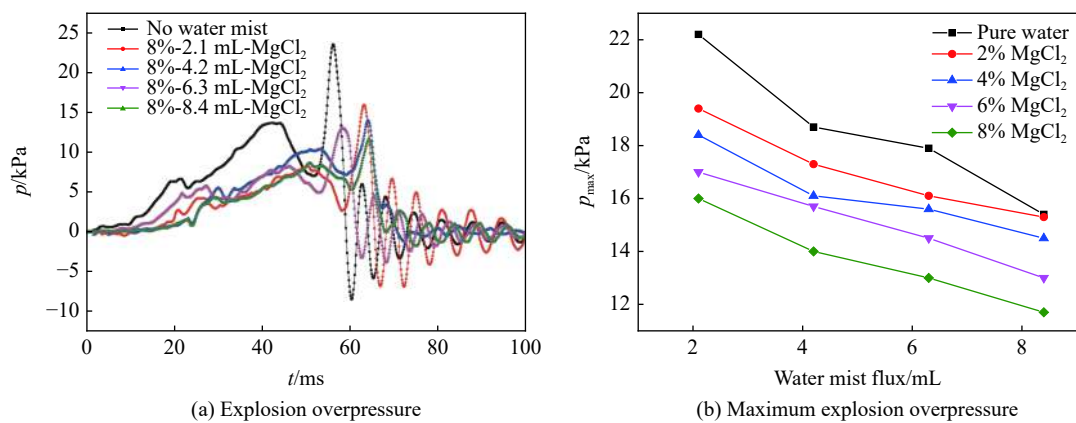 25
20
15
10
5
0
−5
−10
p/kPa
No water mist
8%-2.1 mL-MgCl₂
8%-4.2 mL-MgCl₂
8%-6.3 mL-MgCl₂
8%-8.4 mL-MgCl₂
0 20 40 60 80 100
t/ms
(a) Explosion overpressure
22
20
18
16
14
12
pmax/kPa
Pure water
2% MgCl₂
4% MgCl₂
6% MgCl₂
8% MgCl₂
2 4 6 8
Water mist flux/mL
(b) Maximum explosion overpressure